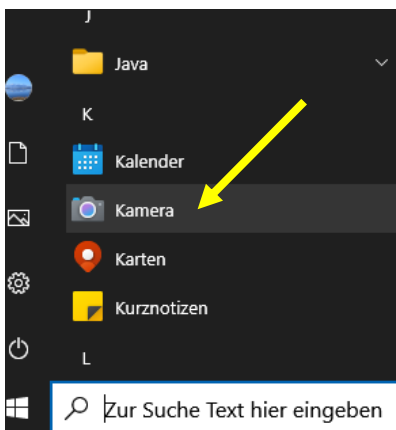 J
Java
K
Kalender
Kamera
Karten
Kurznotizen
L
Zur Suche Text hier eingeben